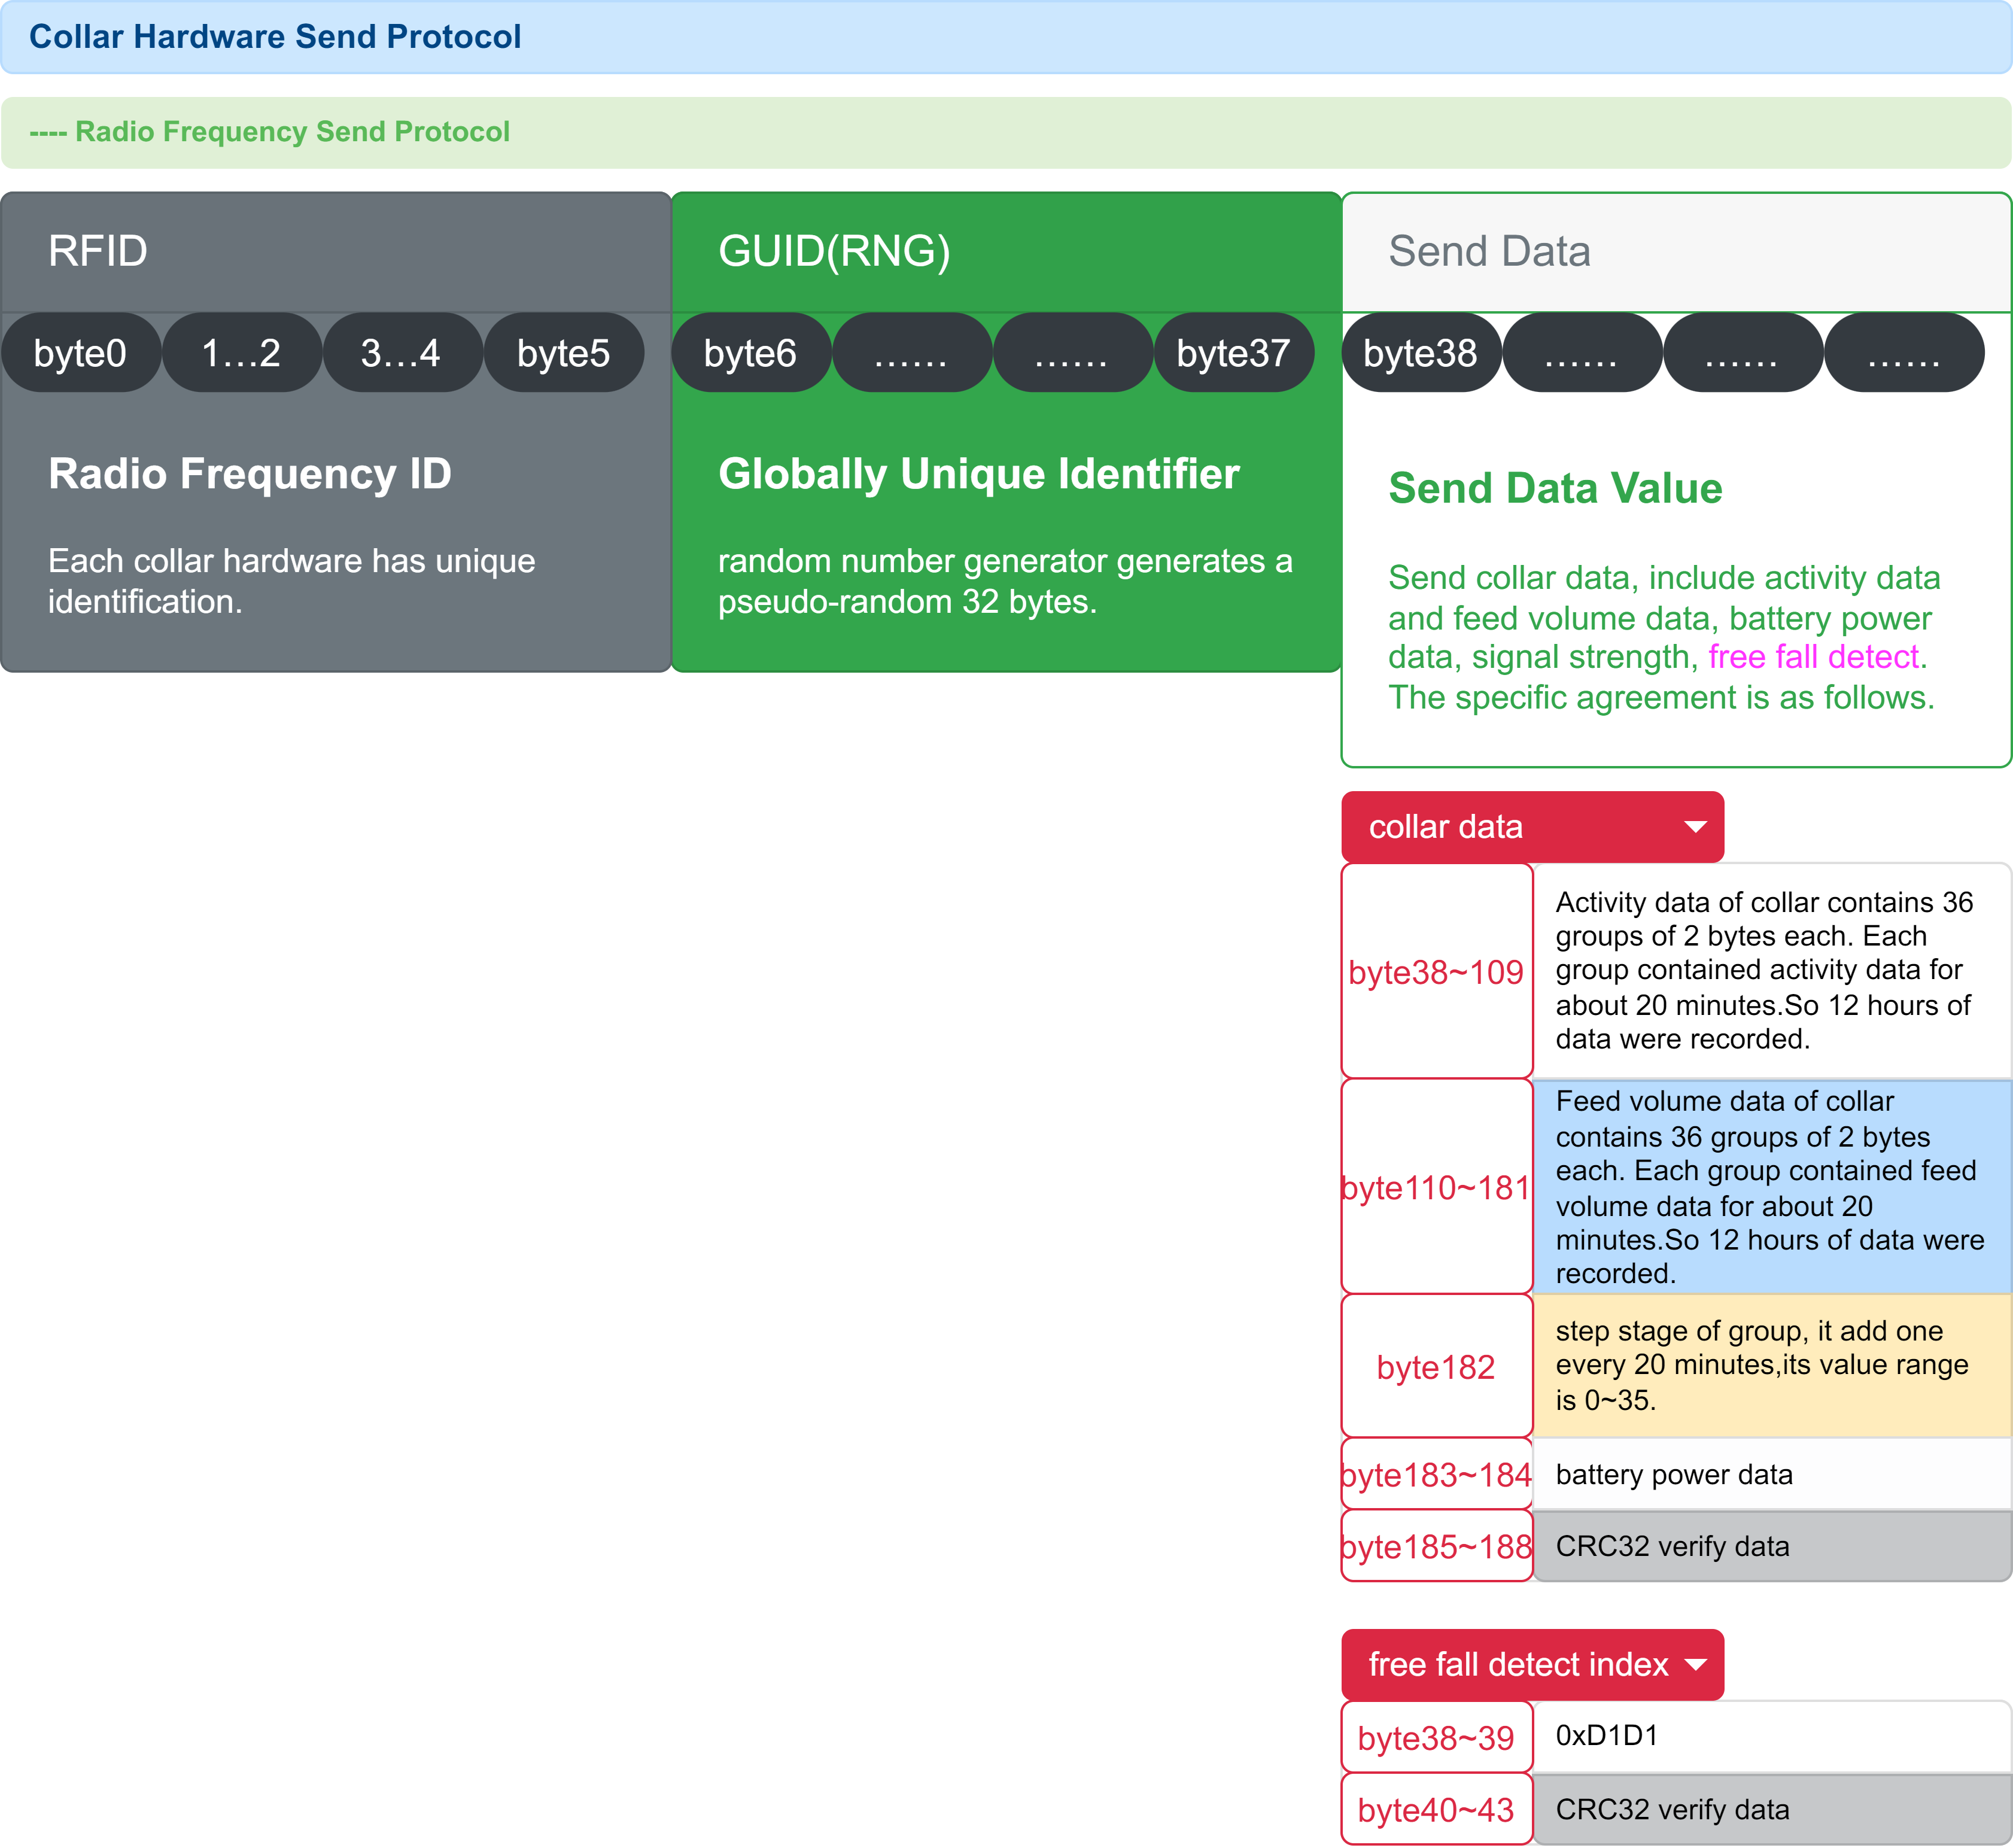 Collar Hardware Send Protocol
---- Radio Frequency Send Protocol
RFID
byte0 1...2 3...4 byte5
Radio Frequency ID
Each collar hardware has unique
identification.
GUID(RNG)
byte6 ...... ...... byte37
Globally Unique Identifier
random number generator generates a
pseudo-random 32 bytes.
Send Data
byte38 ...... ...... ......
Send Data Value
Send collar data, include activity data
and feed volume data, battery power
data, signal strength, free fall detect.
The specific agreement is as follows.
collar data
byte38~109
Activity data of collar contains 36
groups of 2 bytes each. Each
group contained activity data for
about 20 minutes.So 12 hours of
data were recorded.
byte110~181
Feed volume data of collar
contains 36 groups of 2 bytes
each. Each group contained feed
volume data for about 20
minutes.So 12 hours of data were
recorded.
byte182
step stage of group, it add one
every 20 minutes,its value range
is 0~35.
byte183~184
battery power data
byte185~188
CRC32 verify data
free fall detect index
byte38~39
0xD1D1
byte40~43
CRC32 verify data